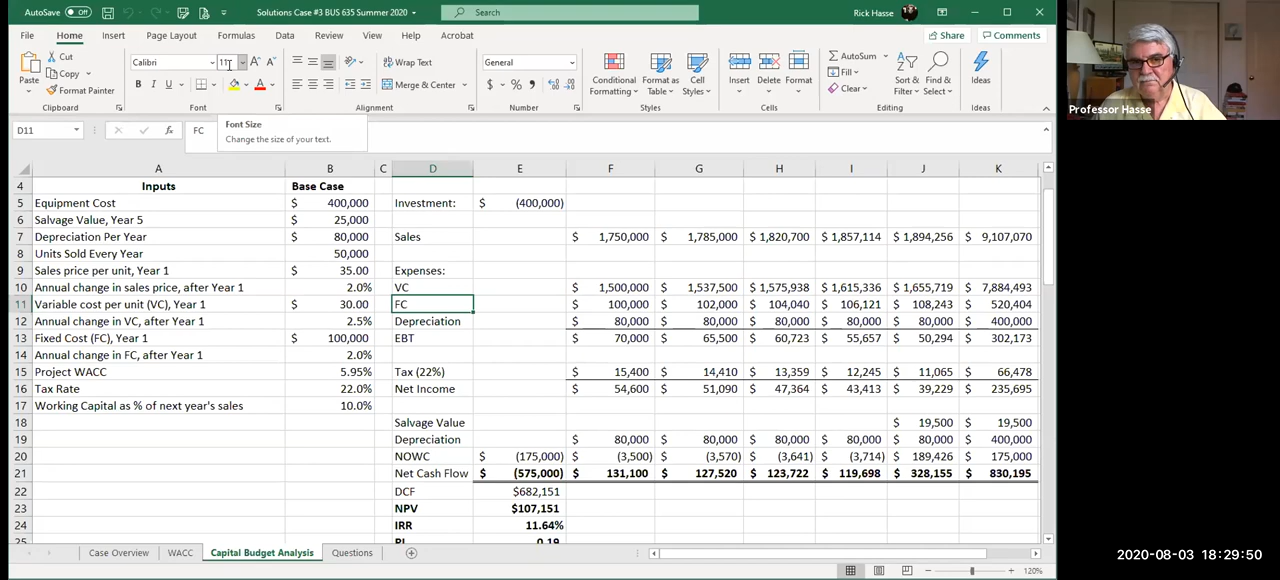 AutoSave Off Solutions Case #3 BUS 635 Summer 2020 Search Rick Hasse
File Home Insert Page Layout Formulas Data Review View Help Acrobat Share Comments
Paste Cut Copy Format Painter Clipboard
Calibri 11 Font
Wrap Text Merge & Center Alignment
General Number
Conditional Formatting Format as Table Cell Styles Styles
Insert Delete Format Cells
AutoSum Fill Clear Sort & Filter Find & Select Editing
Ideas Ideas
Professor Hasse
D11 FC
Font Size
Change the size of your text.
A B C D E F G H I J K
4 Inputs Base Case
5 Equipment Cost $ 400,000 Investment: $ (400,000)
6 Salvage Value, Year 5 $ 25,000
7 Depreciation Per Year $ 80,000 Sales $ 1,750,000 $ 1,785,000 $ 1,820,700 $ 1,857,114 $ 1,894,256 $ 9,107,070
8 Units Sold Every Year 50,000
9 Sales price per unit, Year 1 $ 35.00 Expenses:
10 Annual change in sales price, after Year 1 2.0% VC $ 1,500,000 $ 1,537,500 $ 1,575,938 $ 1,615,336 $ 1,655,719 $ 7,884,493
11 Variable cost per unit (VC), Year 1 $ 30.00 FC $ 100,000 $ 102,000 $ 104,040 $ 106,121 $ 108,243 $ 520,404
12 Annual change in VC, after Year 1 2.5% Depreciation $ 80,000 $ 80,000 $ 80,000 $ 80,000 $ 80,000 $ 400,000
13 Fixed Cost (FC), Year 1 $ 100,000 EBT $ 70,000 $ 65,500 $ 60,723 $ 55,657 $ 50,294 $ 302,173
14 Annual change in FC, after Year 1 2.0%
15 Project WACC 5.95% Tax (22%) $ 15,400 $ 14,410 $ 13,359 $ 12,245 $ 11,065 $ 66,478
16 Tax Rate 22.0% Net Income $ 54,600 $ 51,090 $ 47,364 $ 43,413 $ 39,229 $ 235,695
17 Working Capital as % of next year's sales 10.0%
18 Salvage Value $ 19,500 $ 19,500
19 Depreciation $ 80,000 $ 80,000 $ 80,000 $ 80,000 $ 80,000 $ 400,000
20 NOWC $ (175,000) $ (3,500) $ (3,570) $ (3,641) $ (3,714) $ 189,426 $ 175,000
21 Net Cash Flow $ (575,000) $ 131,100 $ 127,520 $ 123,722 $ 119,698 $ 328,155 $ 830,195
22 DCF $682,151
23 NPV $107,151
24 IRR 11.64%
25 PI 0.19
Case Overview WACC Capital Budget Analysis Questions
2020-08-03 18:29:50
120%